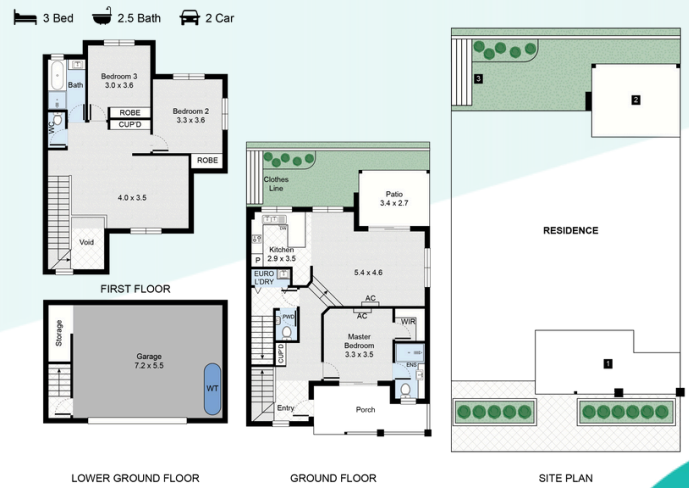 3 Bed 2.5 Bath 2 Car
Bath
Bedroom 3
3.0 x 3.6
Bedroom 2
3.3 x 3.6
ROBE
CUP'D
WC
ROBE
4.0 x 3.5
Void
FIRST FLOOR
Storage
Garage
7.2 x 5.5
WT
LOWER GROUND FLOOR
Clothes
Line
Patio
3.4 x 2.7
DW
Kitchen
2.9 x 3.5
P
EURO
L'DRY
5.4 x 4.6
AC
AC
PWD
WIR
Master
Bedroom
3.3 x 3.5
CUP'D
ENS
Entry
Porch
GROUND FLOOR
3
2
RESIDENCE
1
SITE PLAN